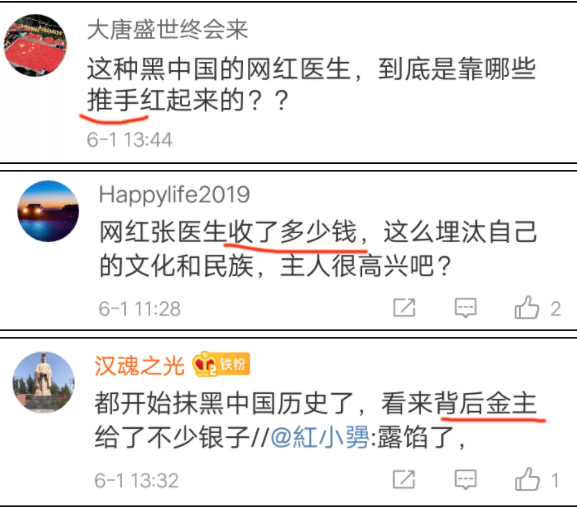 大唐盛世终会来
这种黑中国的网红医生，到底是靠哪些
推手红起来的？？
6-1 13:44
Happylife2019
网红张医生收了多少钱，这么埋汰自己
的文化和民族，主人很高兴吧？
6-1 11:28
2
汉魂之光 2 铁粉
都开始抹黑中国历史了，看来背后金主
给了不少银子//@紅小勥:露馅了，
6-1 13:32
1